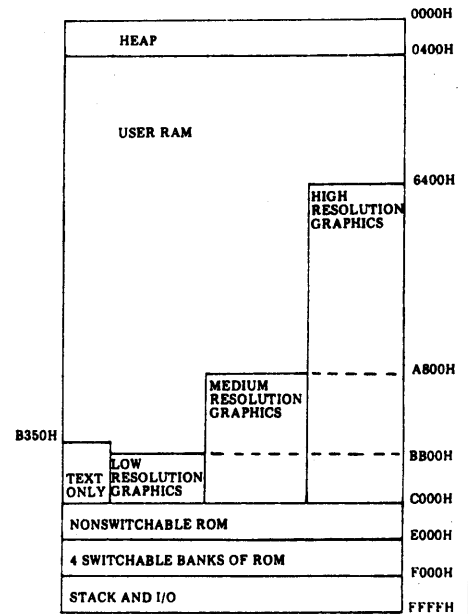 0000H
HEAP
0400H
USER RAM
6400H
HIGH
RESOLUTION
GRAPHICS
A800H
MEDIUM
RESOLUTION
GRAPHICS
B350H
BB00H
LOW
RESOLUTION
GRAPHICS
TEXT
ONLY
C000H
NONSWITCHABLE ROM
E000H
4 SWITCHABLE BANKS OF ROM
F000H
STACK AND I/O
FFFFH